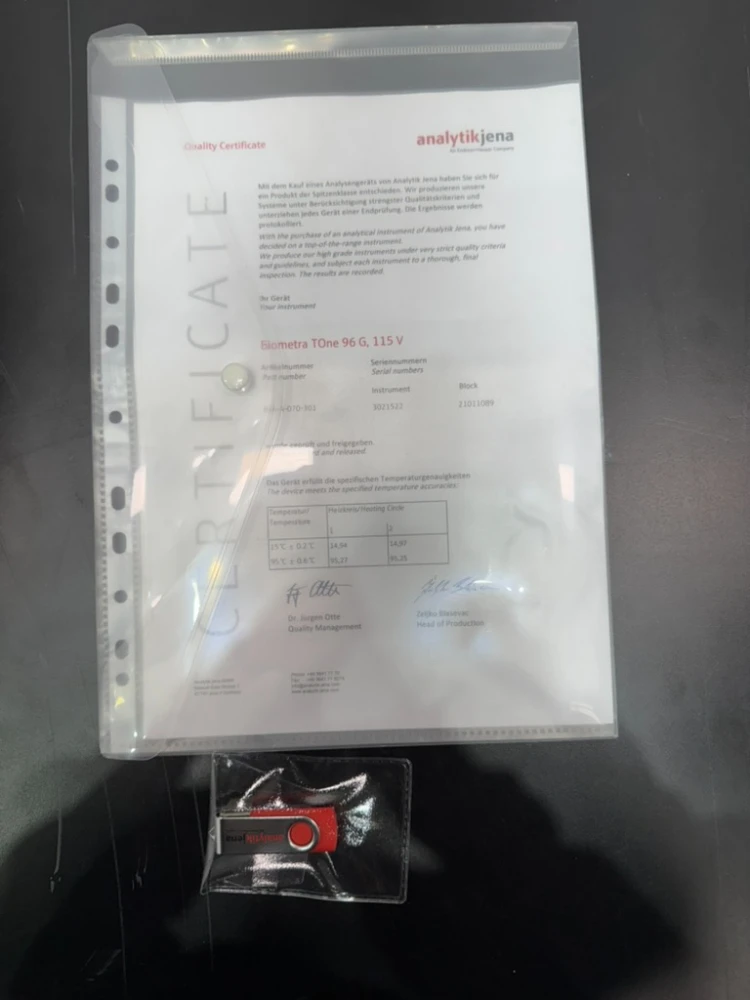 Quality Certificate
analytikjena
An Endress+Hauser Company
CERTIFICATE
Mit dem Kauf eines Analysengeräts von Analytik Jena haben Sie sich für
ein Produkt der Spitzenklasse entschieden. Wir produzieren unsere
Systeme unter Berücksichtigung strengster Qualitätskriterien und
unterziehen jedes Gerät einer Endprüfung. Die Ergebnisse werden
protokolliert.
With the purchase of an analytical instrument of Analytik Jena, you have
decided on a top-of-the-range instrument.
We produce our high grade instruments under very strict quality criteria
and guidelines, and subject each instrument to a thorough, final
inspection. The results are recorded.
Ihr Gerät
Your instrument
Biometra TOne 96 G, 115 V
Artikelnummer
Part number
Seriennummern
Serial numbers
Instrument
Block
3021522
21011089
geprüft und freigegeben.
and released
Das Gerät erfüllt die spezifischen Temperaturgenauigkeiten
The device meets the specified temperature accuracies:
Temperatur/
Temperature
Heizkreis/Heating Circle
1
2
15°C ± 0.2°C
14,94
14,97
95°C ± 0.6°C
95,27
95,25
Dr. Jürgen Otte
Quality Management
Head of Production
analytikjena